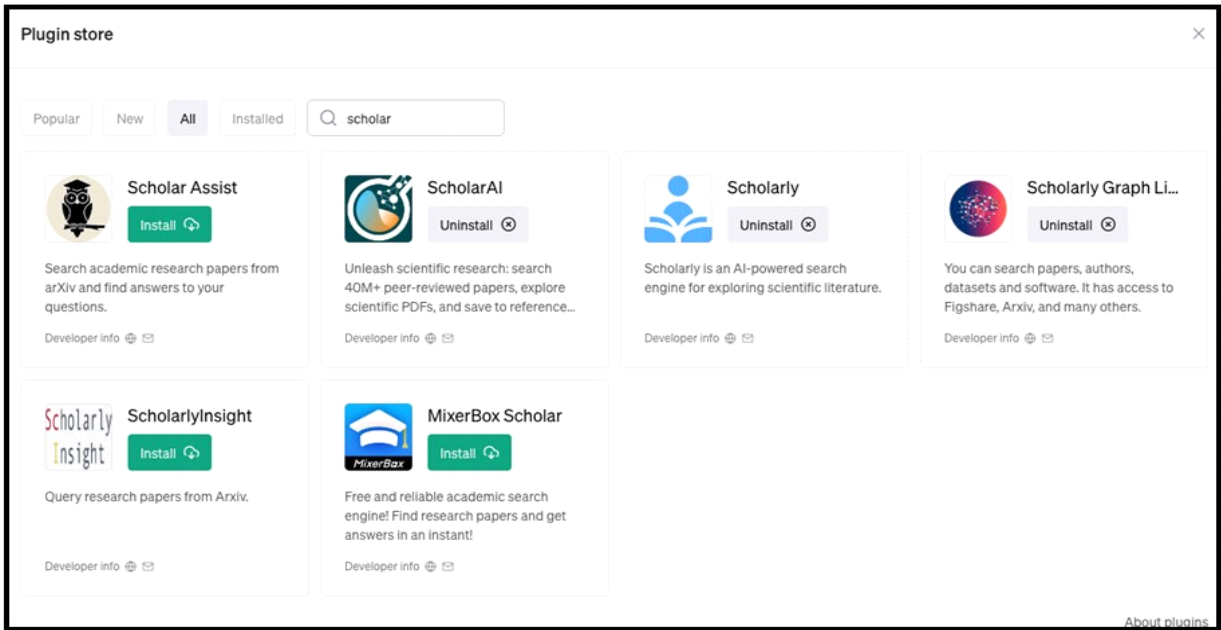 Plugin store
Popular
New
All
Installed
scholar
Scholar Assist
Install
Search academic research papers from
arXiv and find answers to your
questions.
Developer info
ScholarAI
Uninstall
Unleash scientific research: search
40M+ peer-reviewed papers, explore
scientific PDFs, and save to reference...
Developer info
Scholarly
Uninstall
Scholarly is an AI-powered search
engine for exploring scientific literature.
Developer info
Scholarly Graph Li...
Uninstall
You can search papers, authors,
datasets and software. It has access to
Figshare, Arxiv, and many others.
Developer info
Scholarly
Insight
ScholarlyInsight
Install
Query research papers from Arxiv.
Developer info
MixerBox
MixerBox Scholar
Install
Free and reliable academic search
engine! Find research papers and get
answers in an instant!
Developer info
About plugins